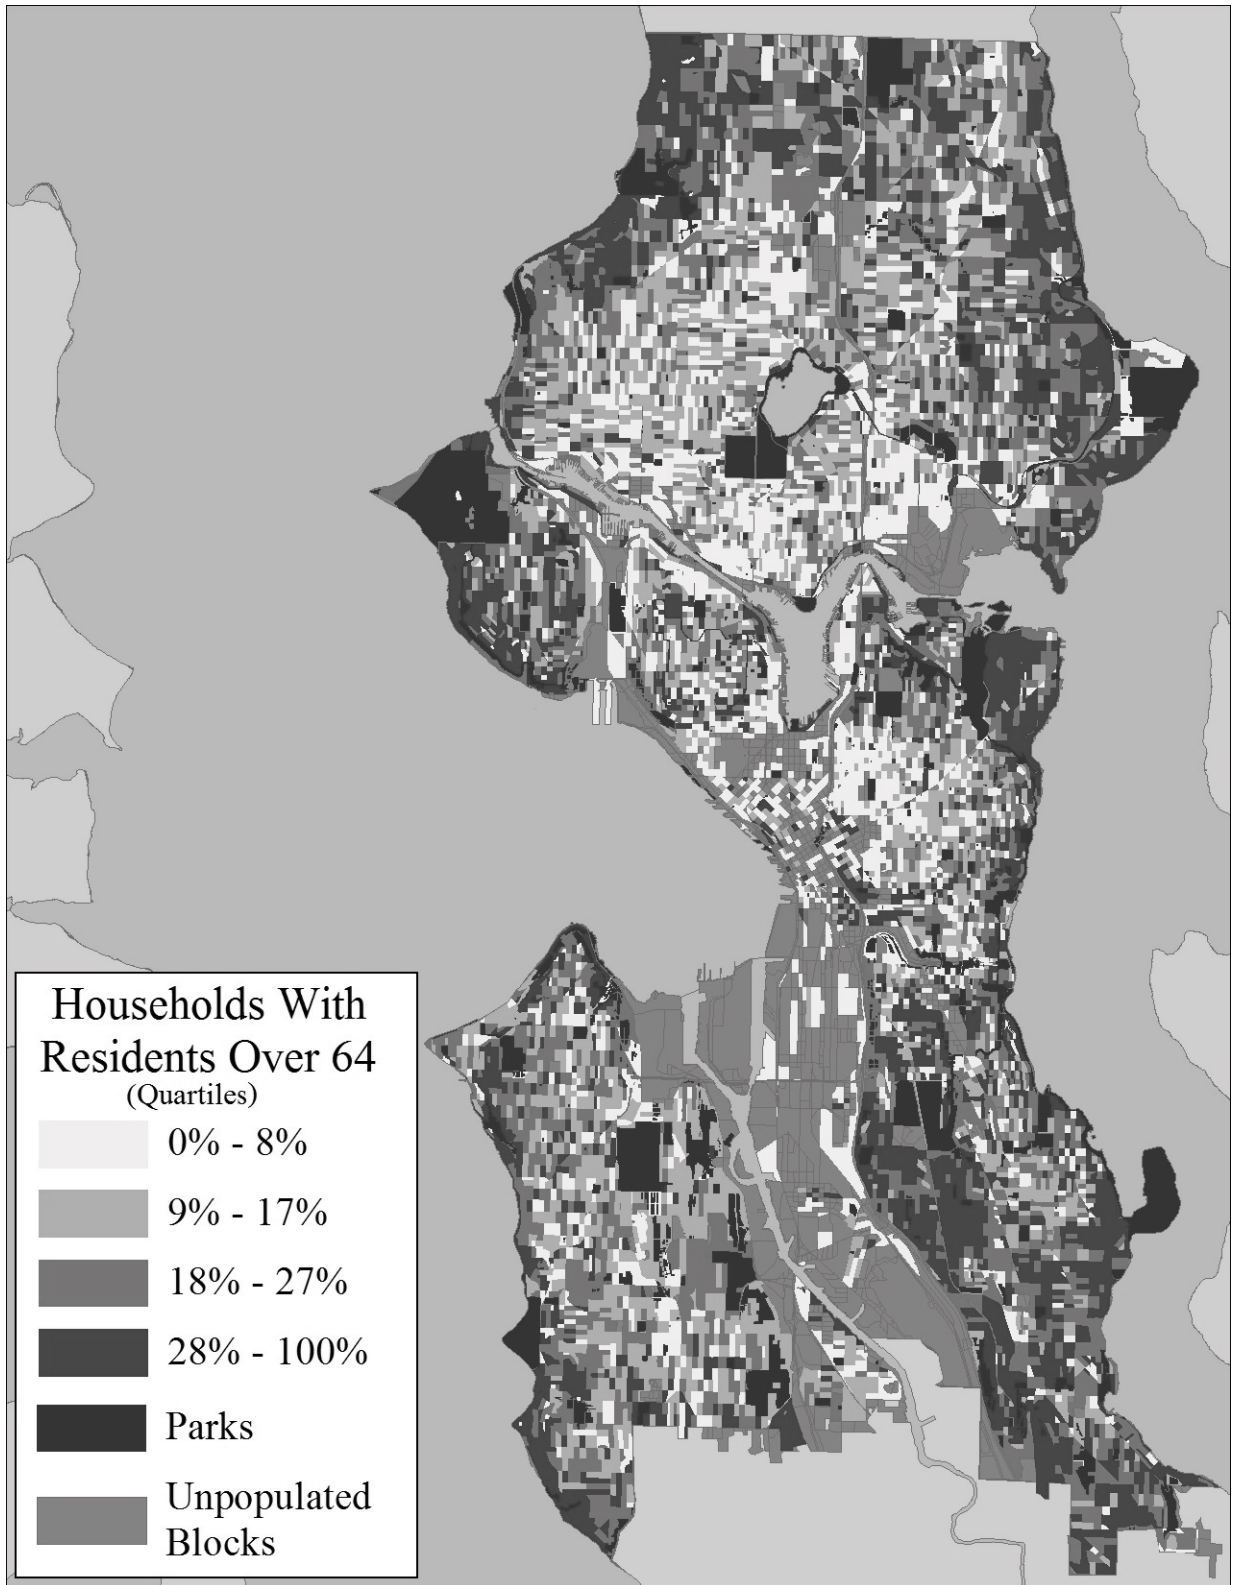 Households With
Residents Over 64
(Quartiles)
0% - 8%
9% - 17%
18% - 27%
28% - 100%
Parks
Unpopulated
Blocks